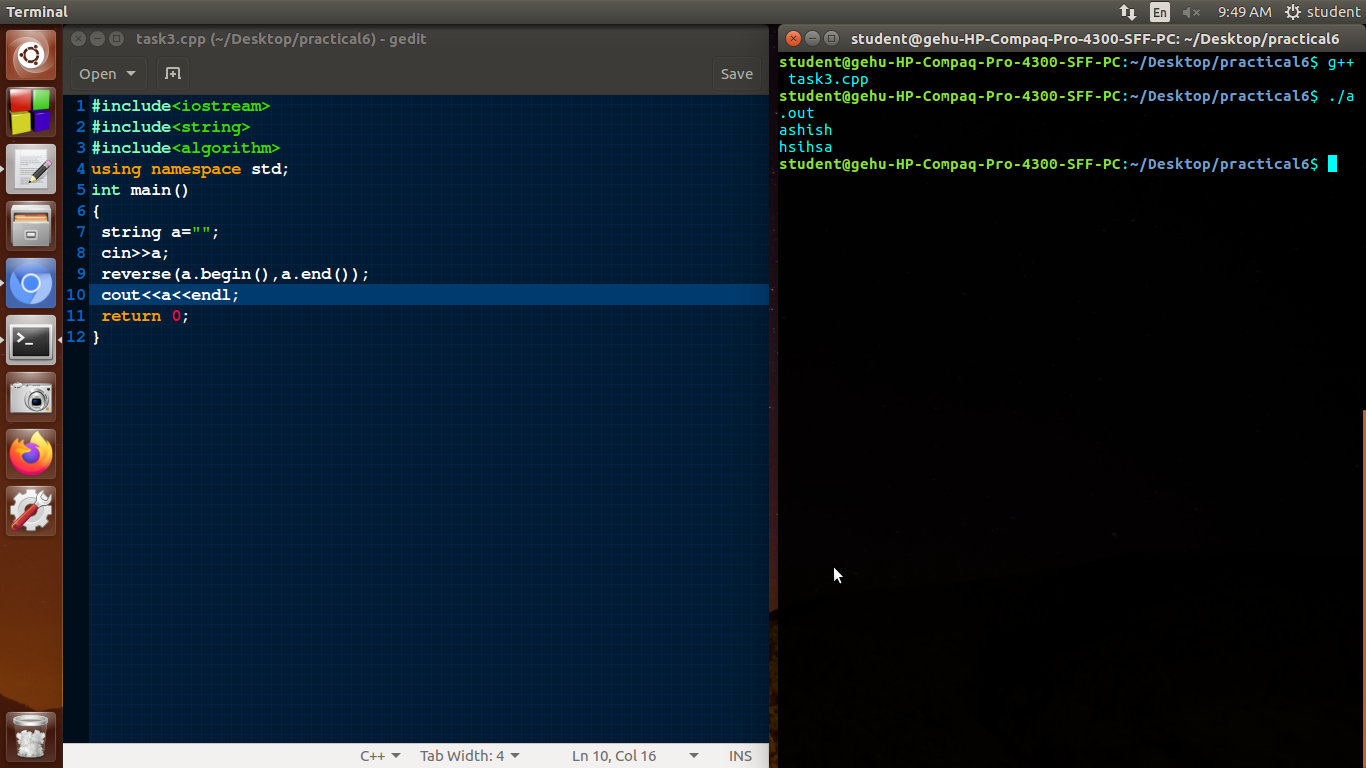 Terminal
En
9:49 AM
student
task3.cpp (~/Desktop/practical6) - gedit
Open
Save
1 #include<iostream>
2 #include<string>
3 #include<algorithm>
4 using namespace std;
5 int main()
6 {
7 string a="";
8 cin>>a;
9 reverse(a.begin(),a.end());
10 cout<<a<<endl;
11 return 0;
12 }
C++
Tab Width: 4
Ln 10, Col 16
INS
student@gehu-HP-Compaq-Pro-4300-SFF-PC: ~/Desktop/practical6
student@gehu-HP-Compaq-Pro-4300-SFF-PC:~/Desktop/practical6$ g++
task3.cpp
student@gehu-HP-Compaq-Pro-4300-SFF-PC:~/Desktop/practical6$ ./a
.out
ashish
hsihsa
student@gehu-HP-Compaq-Pro-4300-SFF-PC:~/Desktop/practical6$